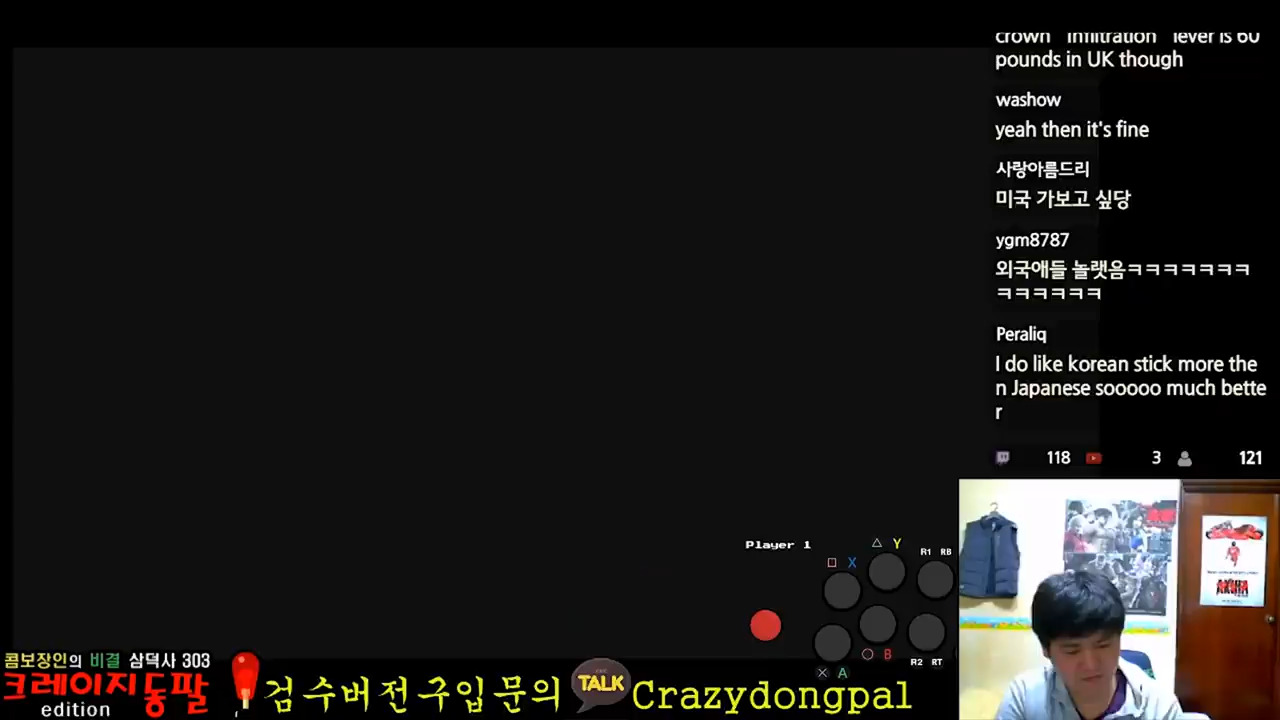 crown infiltration lever is 60
pounds in UK though
washow
yeah then it's fine
사랑아름드리
미국 가보고 싶당
ygm8787
외국애들 놀랫음ㅋㅋㅋㅋㅋㅋㅋ
ㅋㅋㅋㅋㅋㅋ
Peraliq
I do like korean stick more the
n Japanese sooooo much bette
r
118 3 121
Player 1
△ Y
R1 RB
□ X
○ B
R2 RT
✕ A
AKIRA
콤보장인의 비결 삼덕사 303
크레이지동팔
edition
검수버전구입문의 TALK Crazydongpal